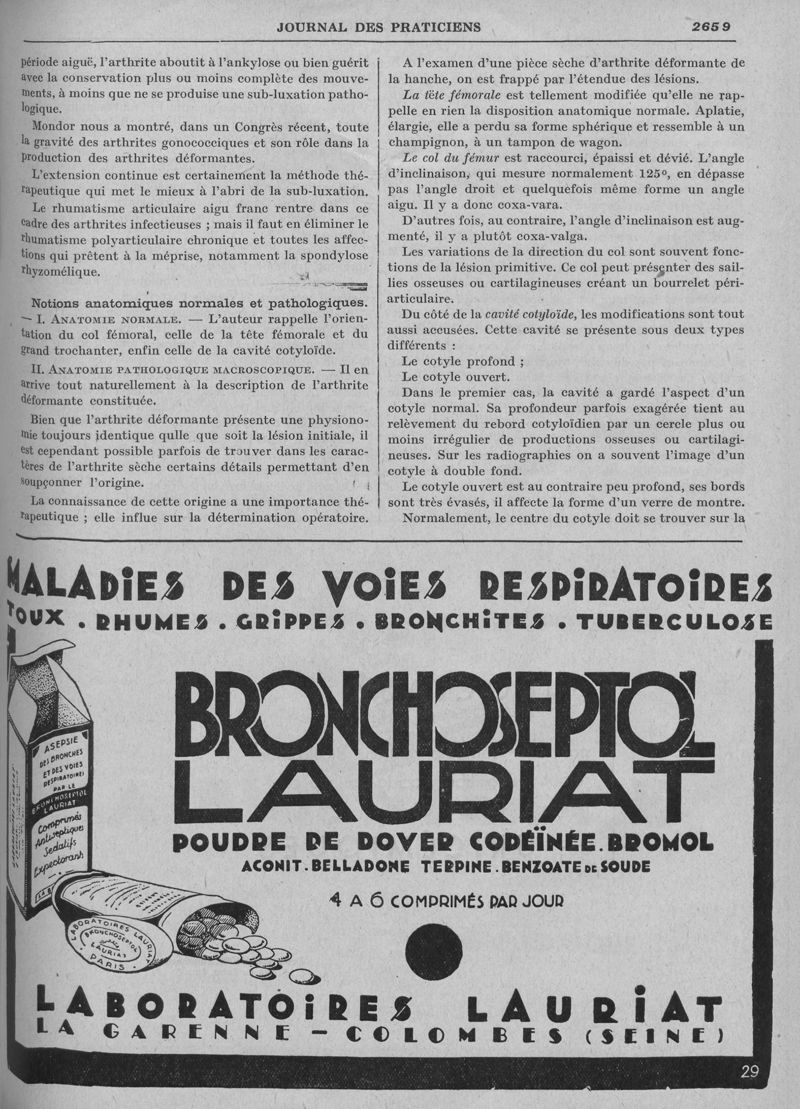 JOURNAL DES PRATICIENS 2659
période aiguë, l'arthrite aboutit à l'ankylose ou bien guérit
avec la conservation plus ou moins complète des mouve-
ments, à moins que ne se produise une sub-luxation patho-
logique.
Mondor nous a montré, dans un Congrès récent, toute
la gravité des arthrites gonococciques et son rôle dans la
production des arthrites déformantes.
L'extension continue est certainement la méthode thé-
rapeutique qui met le mieux à l'abri de la sub-luxation.
Le rhumatisme articulaire aigu franc rentre dans ce
cadre des arthrites infectieuses ; mais il faut en éliminer le
rhumatisme polyarticulaire chronique et toutes les affec-
tions qui prêtent à la méprise, notamment la spondylose
rhyzomélique.
Notions anatomiques normales et pathologiques.
— I. ANATOMIE NORMALE. — L'auteur rappelle l'orien-
tation du col fémoral, celle de la tête fémorale et du
grand trochanter, enfin celle de la cavité cotyloïde.
II. ANATOMIE PATHOLOGIQUE MACROSCOPIQUE. — Il en
arrive tout naturellement à la description de l'arthrite
déformante constituée.
Bien que l'arthrite déformante présente une physiono-
mie toujours identique qulle que soit la lésion initiale, il
est cependant possible parfois de trouver dans les carac-
tères de l'arthrite sèche certains détails permettant d'en
soupçonner l'origine.
La connaissance de cette origine a une importance thé-
rapeutique ; elle influe sur la détermination opératoire.
A l'examen d'une pièce sèche d'arthrite déformante de
la hanche, on est frappé par l'étendue des lésions.
La tête fémorale est tellement modifiée qu'elle ne rap-
pelle en rien la disposition anatomique normale. Aplatie,
élargie, elle a perdu sa forme sphérique et ressemble à un
champignon, à un tampon de wagon.
Le col du fémur est raccourci, épaissi et dévié. L'angle
d'inclinaison, qui mesure normalement 125º, en dépasse
pas l'angle droit et quelquefois même forme un angle
aigu. Il y a donc coxa-vara.
D'autres fois, au contraire, l'angle d'inclinaison est aug-
menté, il y a plutôt coxa-valga.
Les variations de la direction du col sont souvent fonc-
tions de la lésion primitive. Ce col peut présenter des sail-
lies osseuses ou cartilagineuses créant un bourrelet péri-
articulaire.
Du côté de la cavité cotyloïde, les modifications sont tout
aussi accusées. Cette cavité se présente sous deux types
différents :
Le cotyle profond ;
Le cotyle ouvert.
Dans le premier cas, la cavité a gardé l'aspect d'un
cotyle normal. Sa profondeur parfois exagérée tient au
relèvement du rebord cotyloïdien par un cercle plus ou
moins irrégulier de productions osseuses ou cartilagi-
neuses. Sur les radiographies on a souvent l'image d'un
cotyle à double fond.
Le cotyle ouvert est au contraire peu profond, ses bords
sont très évasés, il affecte la forme d'un verre de montre.
Normalement, le centre du cotyle doit se trouver sur la
MALADiES DES VOiES RESPiRATOiRES
TOUX . RHUMES . GRiPPES . BRONCHiTES . TUBERCULOSE
BRONCHOSEPTOL
LAURIAT
POUDRE DE DOVER CODÉÏNÉE.BROMOL
ACONIT.BELLADONE TERPINE.BENZOATE DE SOUDE
4 A 6 COMPRIMÉS PAR JOUR
ASEPSIE
DES BRONCHES
ET DES VOIES
RESPIRATOIRES
PAR LE
BRONCHOSEPTOL
LAURIAT
Comprimés
Antiseptiques
Sedatifs
Expectorants
LABORATOIRES LAURIAT
BRONCHOSEPTOL
LAURIAT
PARIS
LABORATOiRES LAURiAT
LA GARENNE – COLOMBES (SEINE)
29